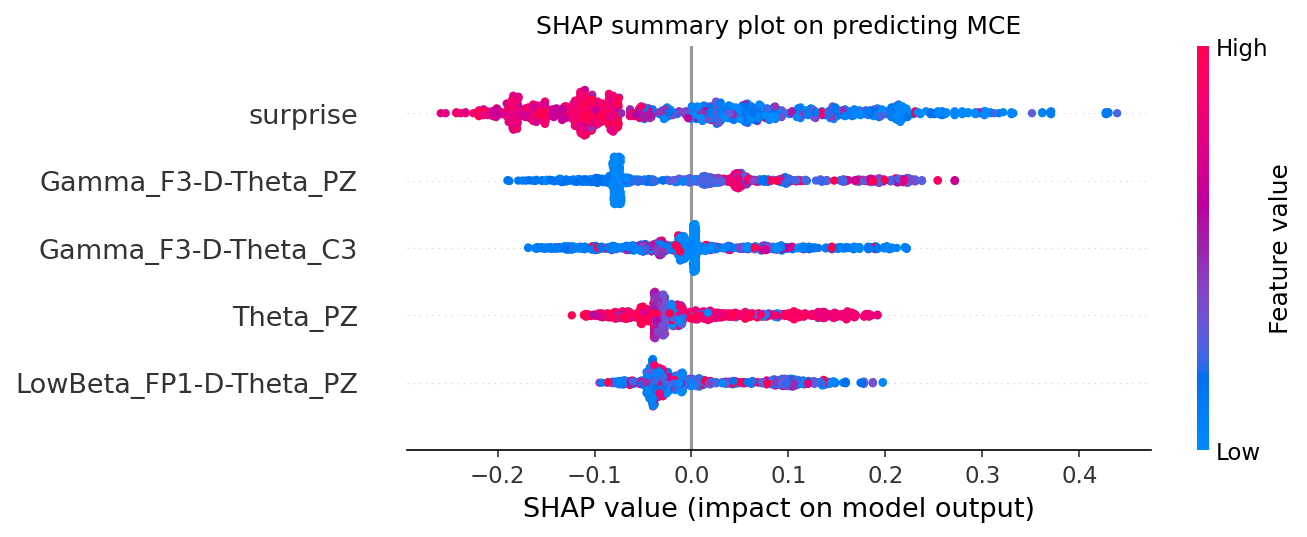 SHAP summary plot on predicting MCE
High
surprise
Gamma_F3-D-Theta_PZ
Gamma_F3-D-Theta_C3
Theta_PZ
LowBeta_FP1-D-Theta_PZ
Feature value
Low
−0.2 −0.1 0.0 0.1 0.2 0.3 0.4
SHAP value (impact on model output)